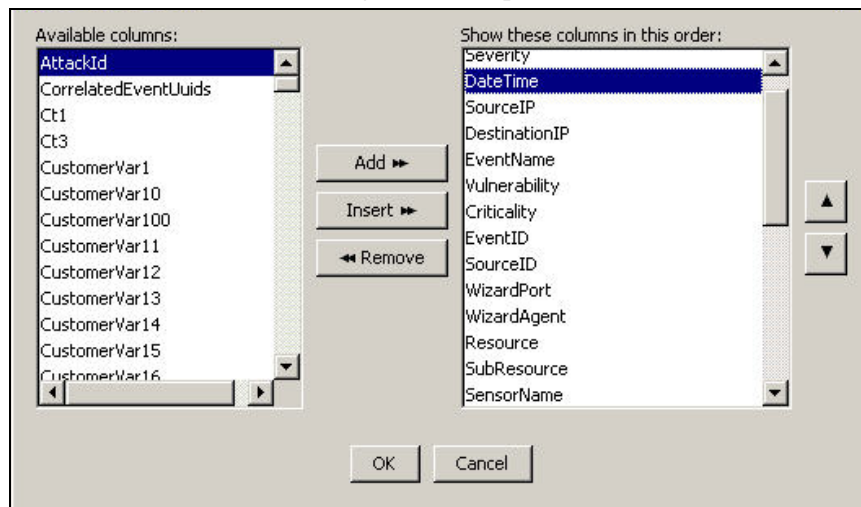 Available columns:
AttackId
CorrelatedEventUuids
Ct1
Ct3
CustomerVar1
CustomerVar10
CustomerVar100
CustomerVar11
CustomerVar12
CustomerVar13
CustomerVar14
CustomerVar15
CustomerVar16
Add
Insert
Remove
Show these columns in this order:
Severity
DateTime
SourceIP
DestinationIP
EventName
Vulnerability
Criticality
EventID
SourceID
WizardPort
WizardAgent
Resource
SubResource
SensorName
OK
Cancel